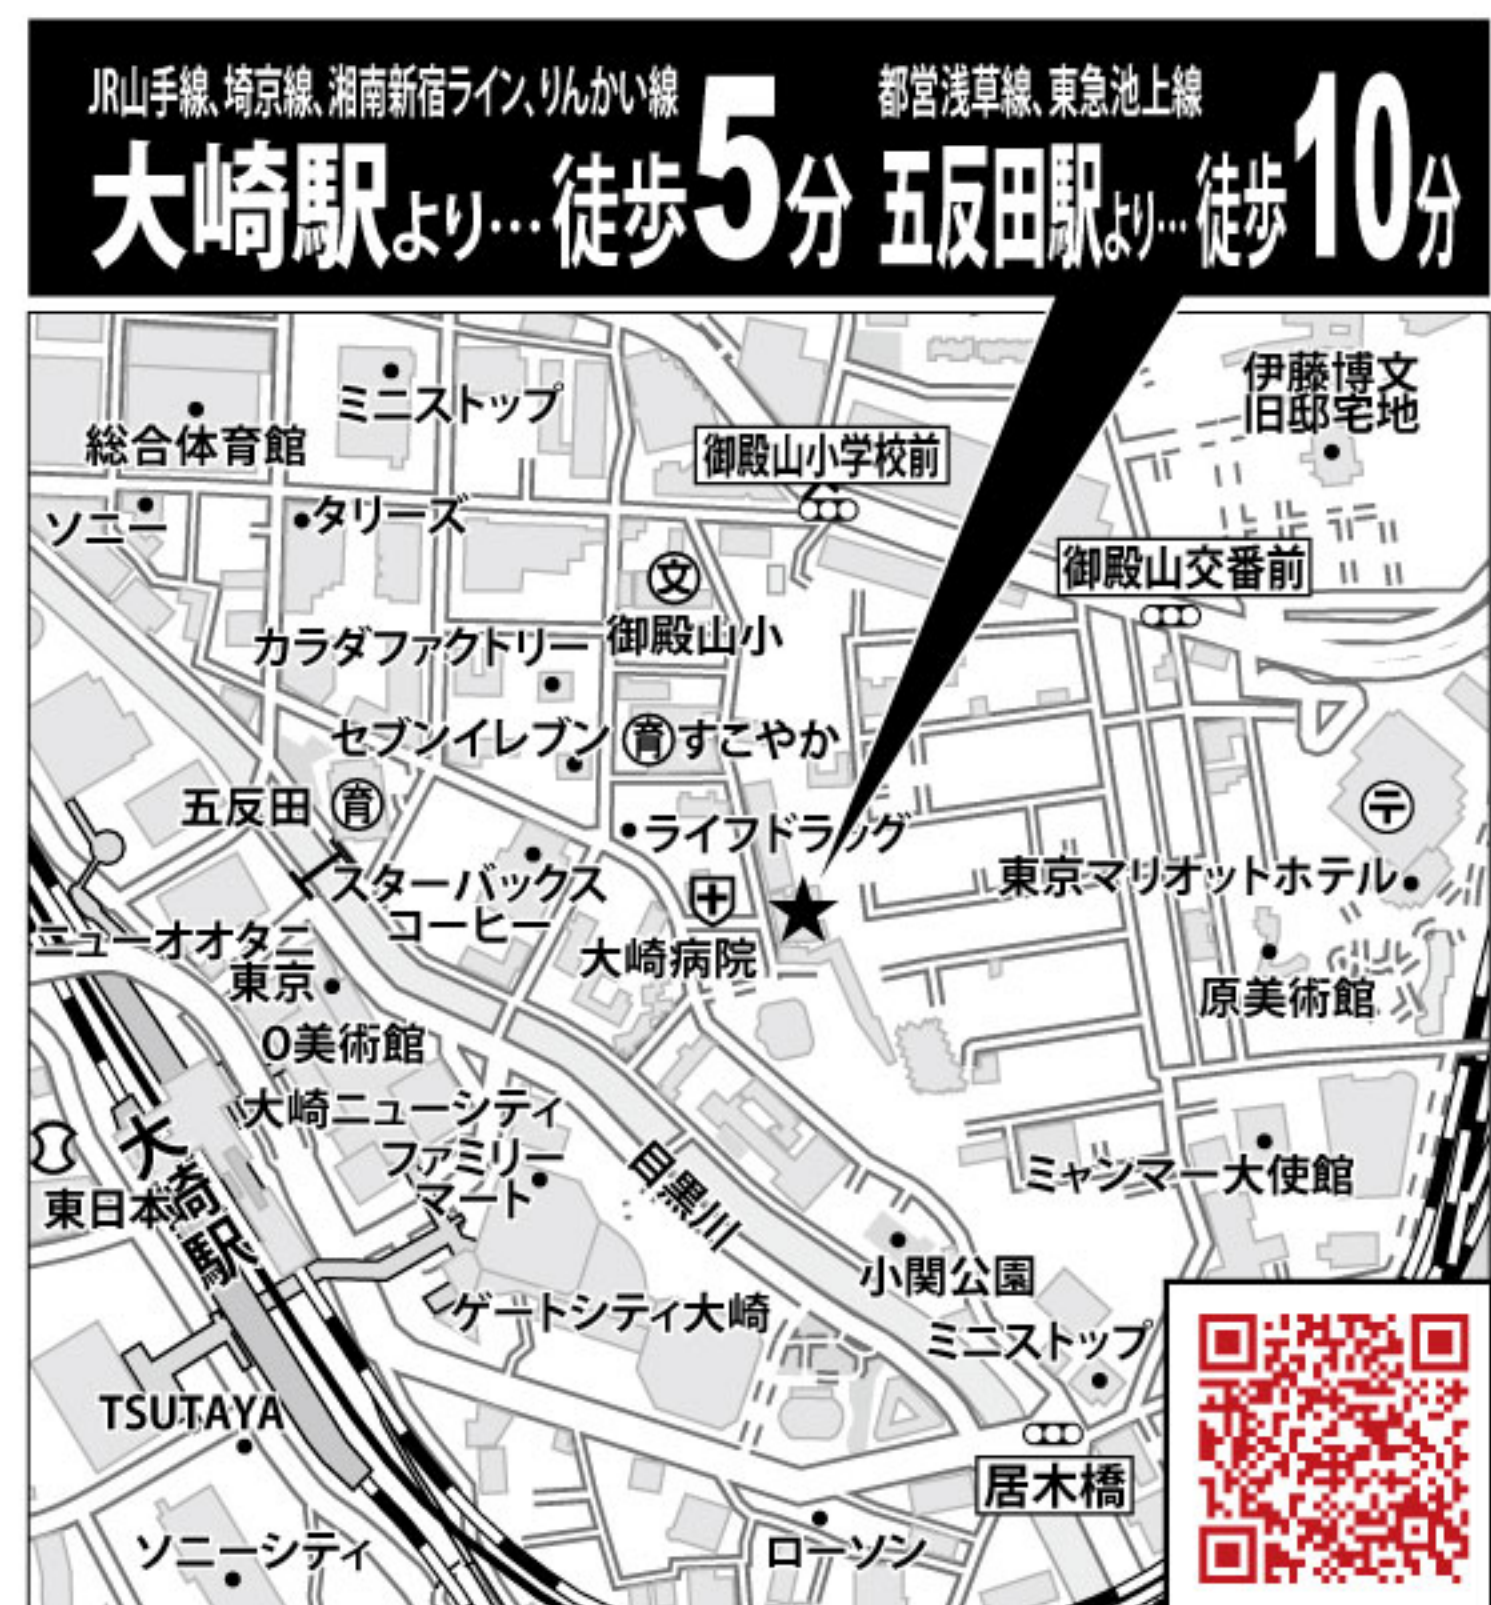 JR山手線、埼京線、湘南新宿ライン、りんかい線
大崎駅より…徒歩5分
都営浅草線、東急池上線
五反田駅より…徒歩10分
伊藤博文
旧邸宅地
ミニストップ
総合体育館
御殿山小学校前
ソニー
タリーズ
御殿山交番前
文
御殿山小
カラダファクトリー
セブンイレブン
育すこやか
五反田育
ライフドラッグ
スターバックス
コーヒー
東京マリオットホテル
大崎病院
ニューオオタニ
東京
原美術館
O美術館
大崎ニューシティ
ファミリー
マート
大崎駅
目黒川
東日本
ミャンマー大使館
小関公園
ゲートシティ大崎
ミニストップ
TSUTAYA
居木橋
ソニーシティ
ローソン